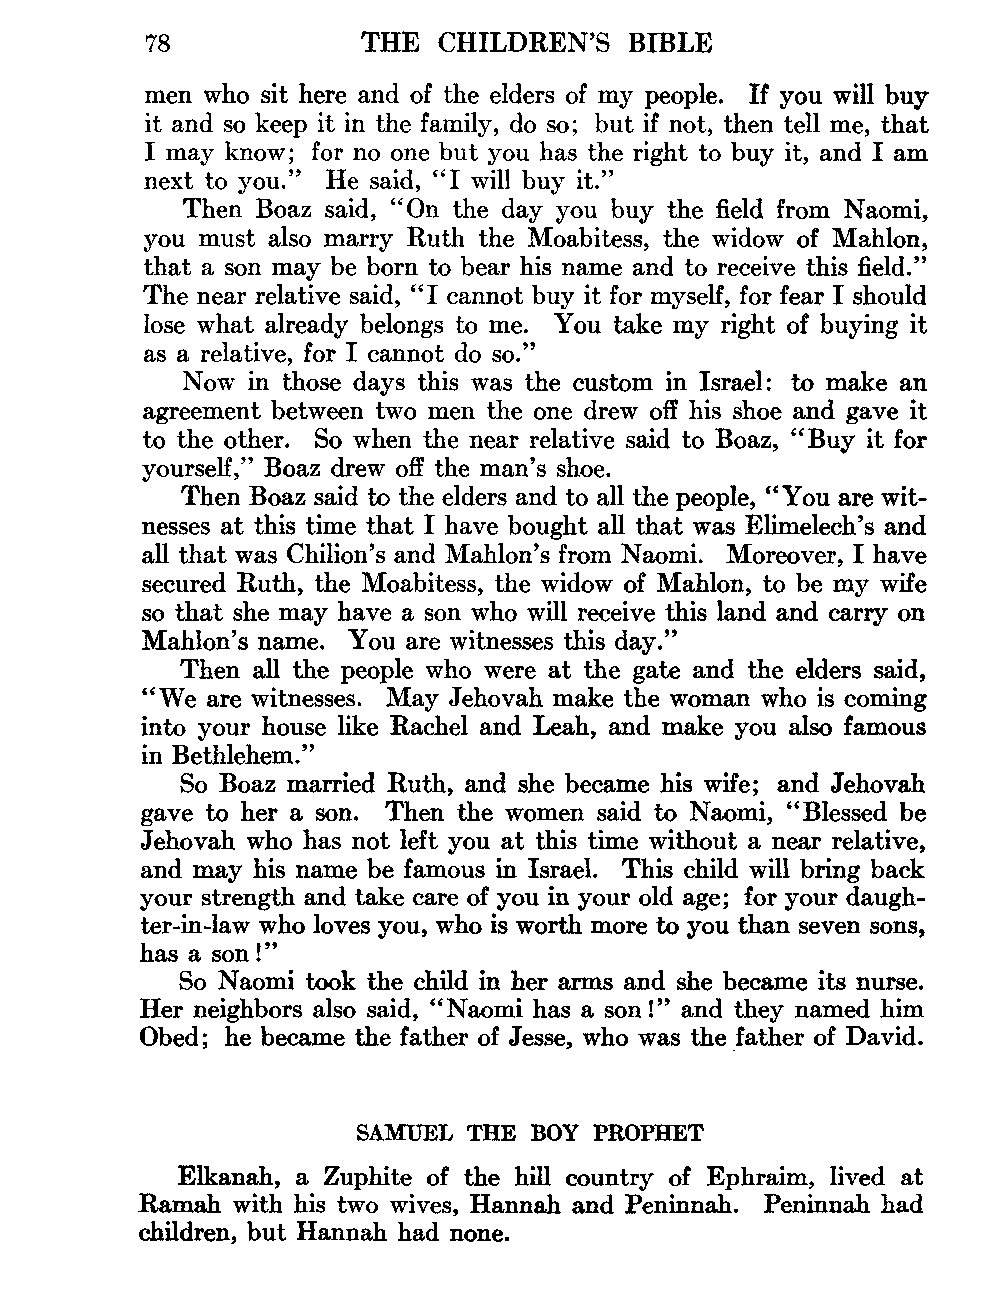 78 THE CHILDREN'S BIBLE
men who sit here and of the elders of my people. If you will buy
it and so keep it in the family, do so; but if not, then tell me, that
I may know; for no one but you has the right to buy it, and I am
next to you." He said, "I will buy it."
Then Boaz said, "On the day you buy the field from Naomi,
you must also marry Ruth the Moabitess, the widow of Mahlon,
that a son may be born to bear his name and to receive this field."
The near relative said, "I cannot buy it for myself, for fear I should
lose what already belongs to me. You take my right of buying it
as a relative, for I cannot do so."
Now in those days this was the custom in Israel: to make an
agreement between two men the one drew off his shoe and gave it
to the other. So when the near relative said to Boaz, "Buy it for
yourself," Boaz drew off the man's shoe.
Then Boaz said to the elders and to all the people, "You are wit-
nesses at this time that I have bought all that was Elimelech's and
all that was Chilion's and Mahlon's from Naomi. Moreover, I have
secured Ruth, the Moabitess, the widow of Mahlon, to be my wife
so that she may have a son who will receive this land and carry on
Mahlon's name. You are witnesses this day."
Then all the people who were at the gate and the elders said,
"We are witnesses. May Jehovah make the woman who is coming
into your house like Rachel and Leah, and make you also famous
in Bethlehem."
So Boaz married Ruth, and she became his wife; and Jehovah
gave to her a son. Then the women said to Naomi, "Blessed be
Jehovah who has not left you at this time without a near relative,
and may his name be famous in Israel. This child will bring back
your strength and take care of you in your old age; for your daugh-
ter-in-law who loves you, who is worth more to you than seven sons,
has a son!"
So Naomi took the child in her arms and she became its nurse.
Her neighbors also said, "Naomi has a son!" and they named him
Obed; he became the father of Jesse, who was the father of David.
SAMUEL THE BOY PROPHET
Elkanah, a Zuphite of the hill country of Ephraim, lived at
Ramah with his two wives, Hannah and Peninnah. Peninnah had
children, but Hannah had none.